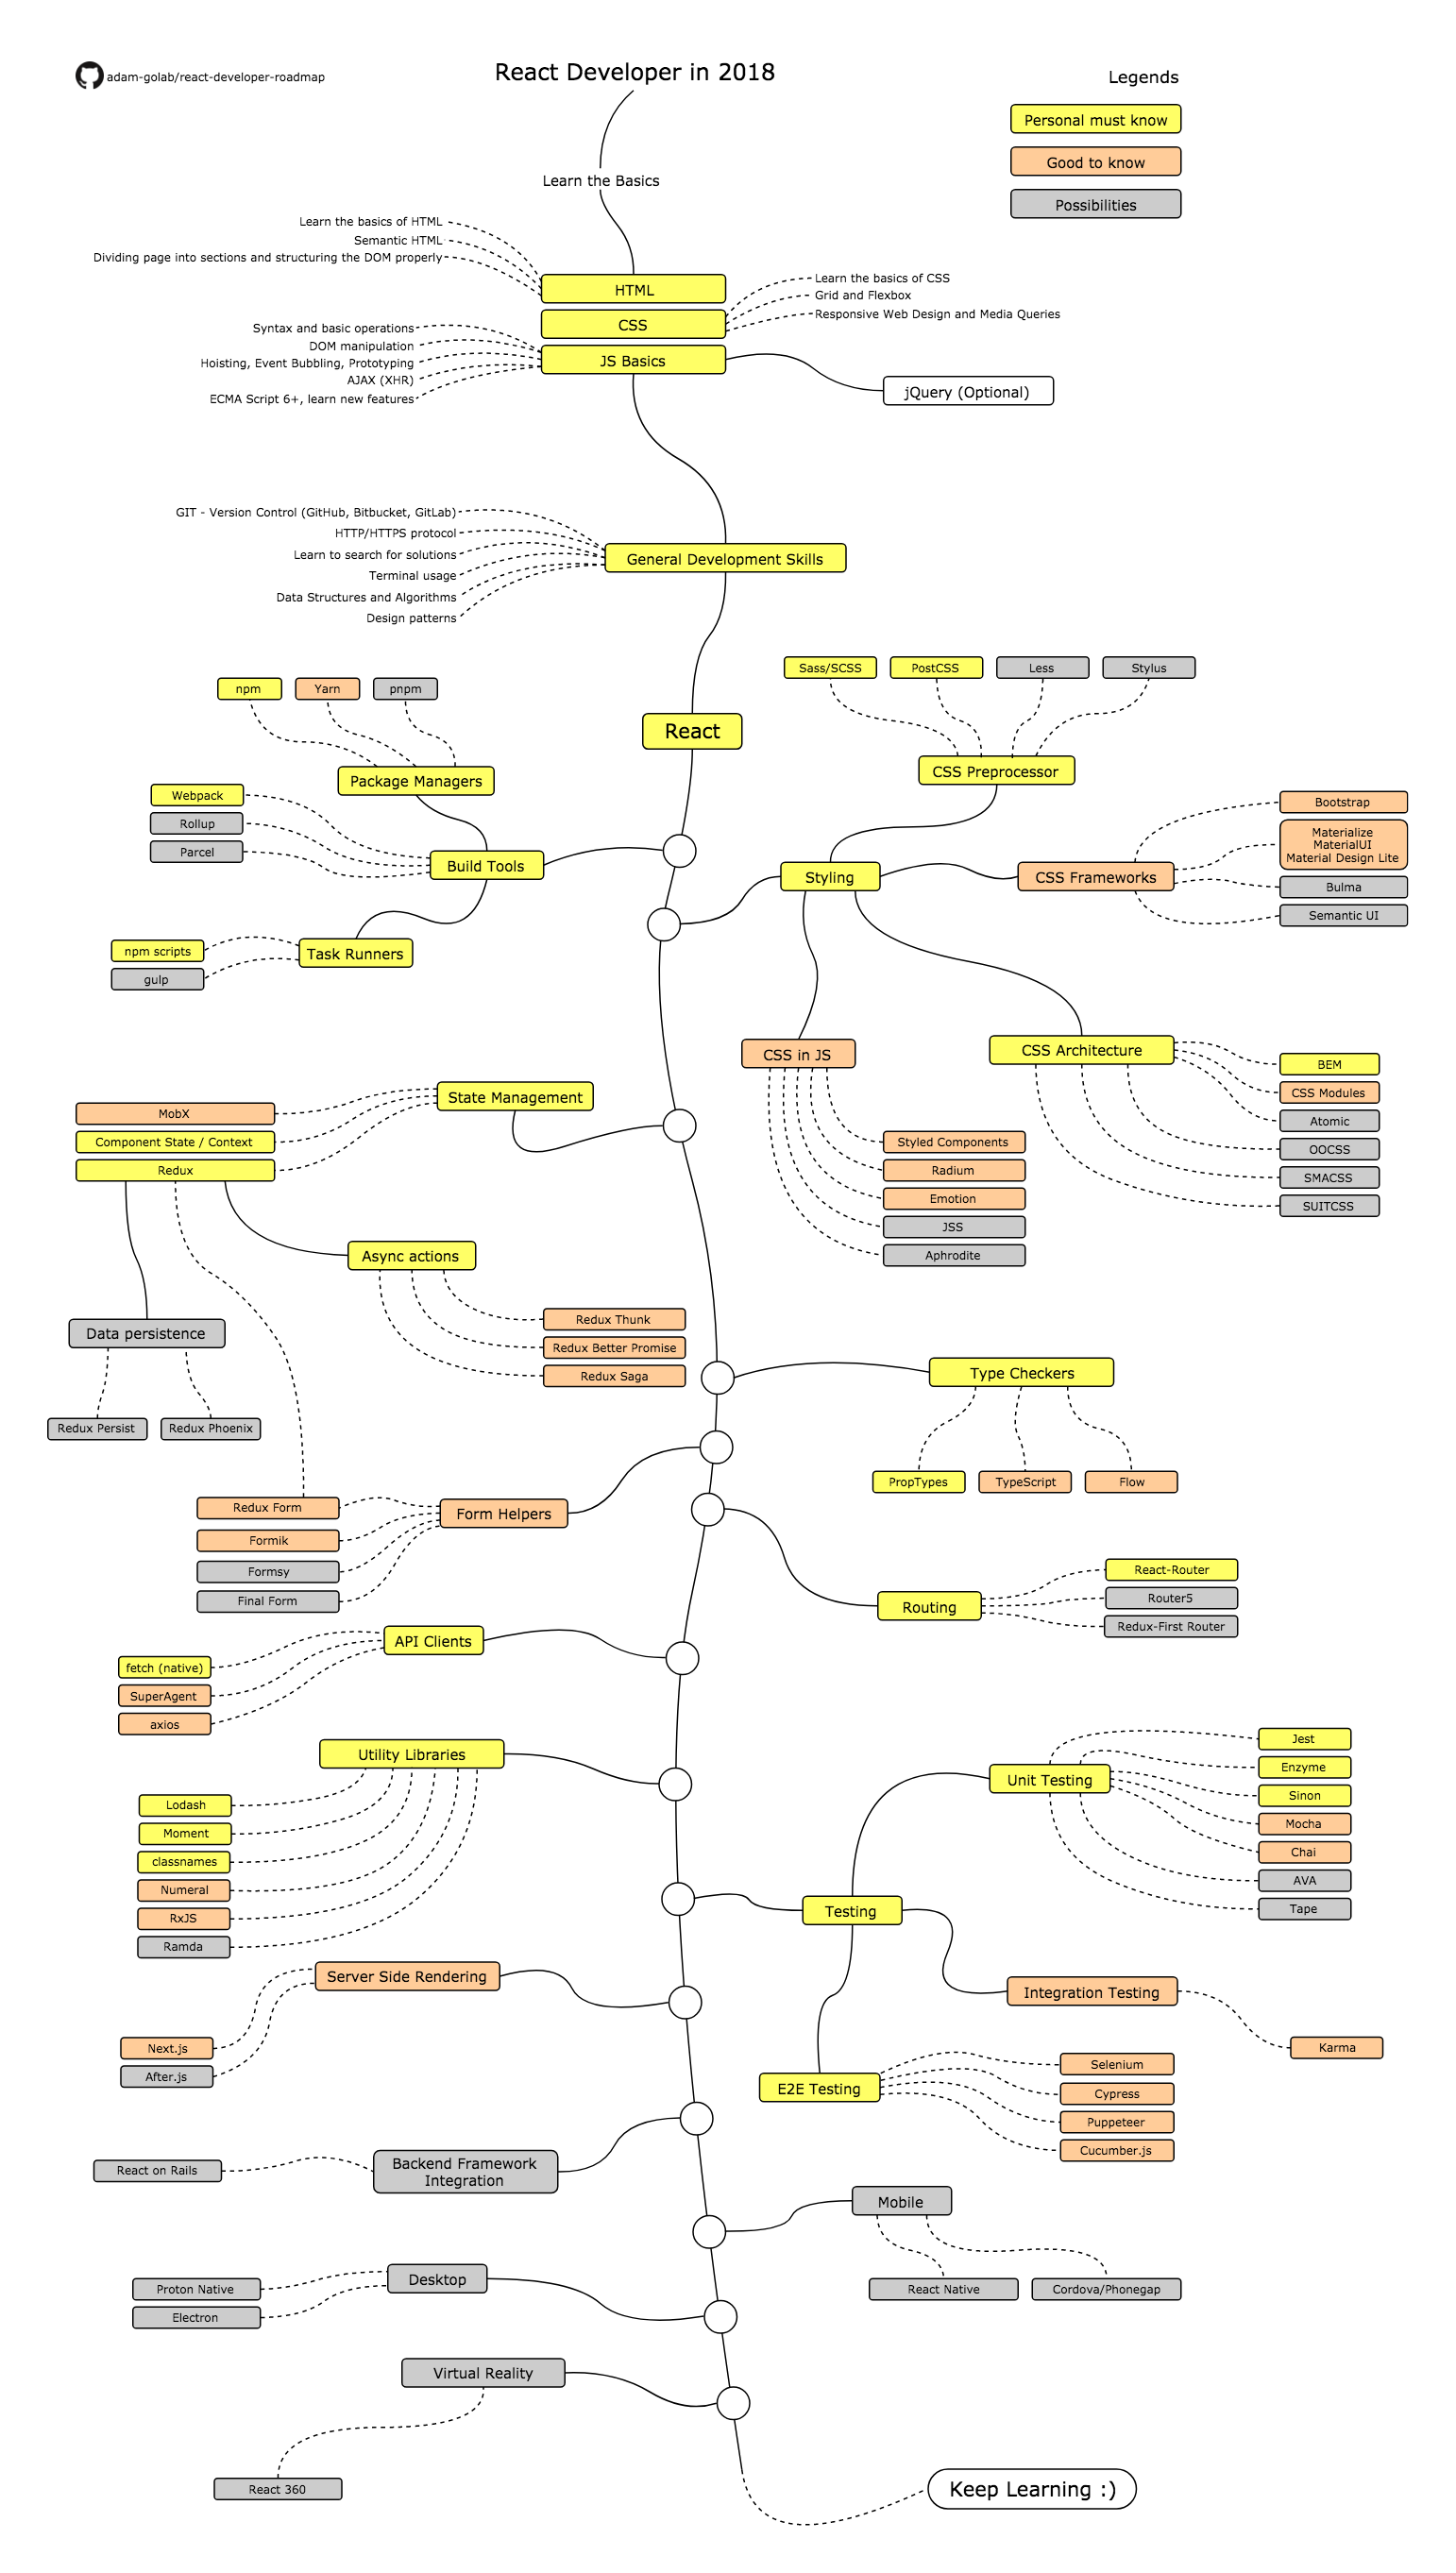 adam-golab/react-developer-roadmap
React Developer in 2018
Legends
Personal must know
Good to know
Possibilities
Learn the Basics
Learn the basics of HTML
Semantic HTML
Dividing page into sections and structuring the DOM properly
HTML
CSS
JS Basics
Learn the basics of CSS
Grid and Flexbox
Responsive Web Design and Media Queries
Syntax and basic operations
DOM manipulation
Hoisting, Event Bubbling, Prototyping
AJAX (XHR)
ECMA Script 6+, learn new features
jQuery (Optional)
GIT - Version Control (GitHub, Bitbucket, GitLab)
HTTP/HTTPS protocol
Learn to search for solutions
Terminal usage
Data Structures and Algorithms
Design patterns
General Development Skills
React
npm
Yarn
pnpm
Package Managers
Webpack
Rollup
Parcel
Build Tools
npm scripts
gulp
Task Runners
Sass/SCSS
PostCSS
Less
Stylus
CSS Preprocessor
Styling
CSS Frameworks
Bootstrap
Materialize
MaterialUI
Material Design Lite
Bulma
Semantic UI
CSS in JS
Styled Components
Radium
Emotion
JSS
Aphrodite
CSS Architecture
BEM
CSS Modules
Atomic
OOCSS
SMACSS
SUITCSS
State Management
MobX
Component State / Context
Redux
Async actions
Redux Thunk
Redux Better Promise
Redux Saga
Data persistence
Redux Persist
Redux Phoenix
Type Checkers
PropTypes
TypeScript
Flow
Form Helpers
Redux Form
Formik
Formsy
Final Form
Routing
React-Router
Router5
Redux-First Router
API Clients
fetch (native)
SuperAgent
axios
Utility Libraries
Lodash
Moment
classnames
Numeral
RxJS
Ramda
Testing
Unit Testing
Jest
Enzyme
Sinon
Mocha
Chai
AVA
Tape
Integration Testing
Karma
E2E Testing
Selenium
Cypress
Puppeteer
Cucumber.js
Server Side Rendering
Next.js
After.js
Backend Framework
Integration
React on Rails
Mobile
React Native
Cordova/Phonegap
Desktop
Proton Native
Electron
Virtual Reality
React 360
Keep Learning :)